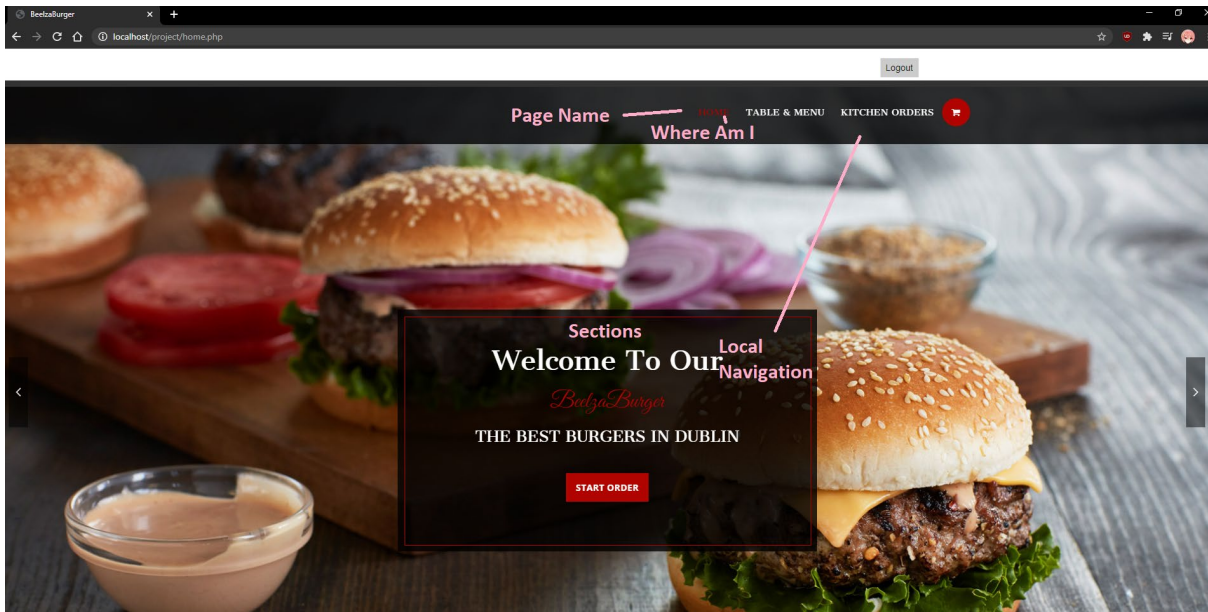 BeelzaBurger
localhost/project/home.php
Logout
Page Name
HOME
TABLE & MENU
KITCHEN ORDERS
Where Am I
Sections
Welcome To Our
Local
Navigation
BeelzaBurger
THE BEST BURGERS IN DUBLIN
START ORDER